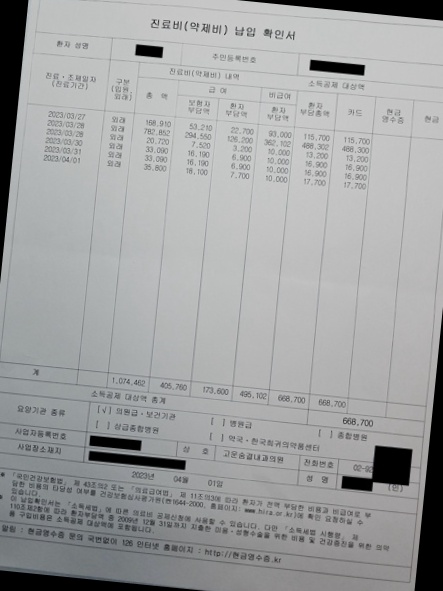 진료비(약제비) 납입 확인서
환자 성명 주민등록번호
진료·조제일자 (진료기간) 구분 (입원, 외래) 진료비(약제비) 내역 소득공제 대상액
총 액 급 여 비급여 환자 부담총액 카드 현금 영수증 현금
보험자 부담액 환자 부담액 환자 부담액
2023/03/27 외래 168,910 53,210 22,700 93,000 115,700 115,700
2023/03/28 외래 782,852 294,550 126,200 362,102 488,302 488,300
2023/03/28 외래 20,720 7,520 3,200 10,000 13,200 13,200
2023/03/30 외래 33,090 16,190 6,900 10,000 16,900 16,900
2023/03/31 외래 33,090 16,190 6,900 10,000 16,900 16,900
2023/04/01 외래 35,800 18,100 7,700 10,000 17,700 17,700
계 1,074,462 405,760 173,600 495,102 668,700 668,700
소득공제 대상액 총계 668,700
요양기관 종류 [√] 의원급·보건기관 [ ] 병원급 [ ] 종합병원
[ ] 상급종합병원 [ ] 약국·한국희귀의약품센터
사업자등록번호 상 호 고운숨결내과의원 전화번호 02-93
사업장소재지 성 명 (인)
2023년 04월 01일
* 「국민건강보험법」 제 43조의2 또는 「의료급여법」 제 11조의3에 따라 환자가 전액 부담한 비용과 비급여로 부
담한 비용의 타당성 여부를 건강보험심사평가원(☎1644-2000, 홈페이지: www.hira.or.kr)에 확인 요청하실 수
있습니다.
이 납입확인서는 「소득세법」에 따른 의료비 공제신청에 사용할 수 있습니다. 다만 「소득세법 시행령」 제
110조제2항에 따라 환자부담액 중 2009년 12월 31일까지 지출한 미용·성형수술을 위한 비용 및 건강증진을 위한 의약
품 구입비용은 소득공제 대상액에 포함됩니다.
알림 : 현금영수증 문의 국번없이 126 인터넷 홈페이지 : http://현금영수증.kr